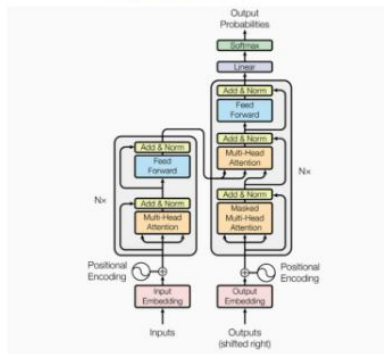 Output
Probabilities
Softmax
Linear
Add & Norm
Feed
Forward
Add & Norm
Multi-Head
Attention
Nx
Add & Norm
Masked
Multi-Head
Attention
Add & Norm
Feed
Forward
Nx
Add & Norm
Multi-Head
Attention
Positional
Encoding
Positional
Encoding
Input
Embedding
Output
Embedding
Inputs
Outputs
(shifted right)